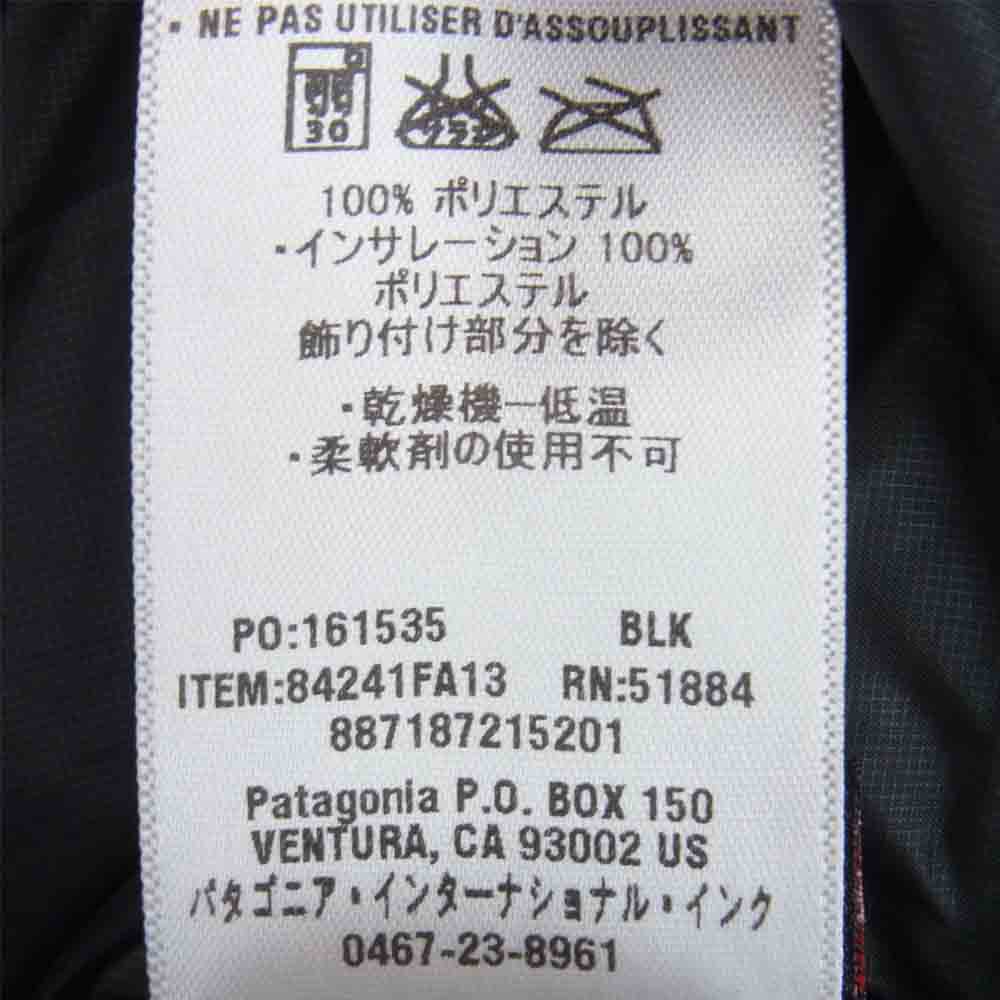 • NE PAS UTILISER D'ASSOUPLISSANT
30
100% ポリエステル
・インサレーション 100%
ポリエステル
飾り付け部分を除く
・乾燥機ー低温
・柔軟剤の使用不可
PO:161535 BLK
ITEM:84241FA13 RN:51884
887187215201
Patagonia P.O. BOX 150
VENTURA, CA 93002 US
パタゴニア・インターナショナル・インク
0467-23-8961